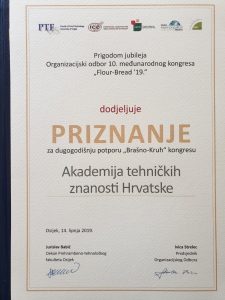 PTF
Prigodom jubileja
Organizacijski odbor 10. međunarodnog kongresa
„Flour-Bread '19.”
dodjeljuje
PRIZNANJE
za dugogodišnju potporu „Brašno-Kruh” kongresu
Akademija tehničkih
znanosti Hrvatske
Osijek, 14. lipnja 2019.
Jurislav Babić
Dekan Prehrambeno-tehnološkog
fakulteta Osijek
Ivica Strelec
Predsjednik
Organizacijskog Odbora